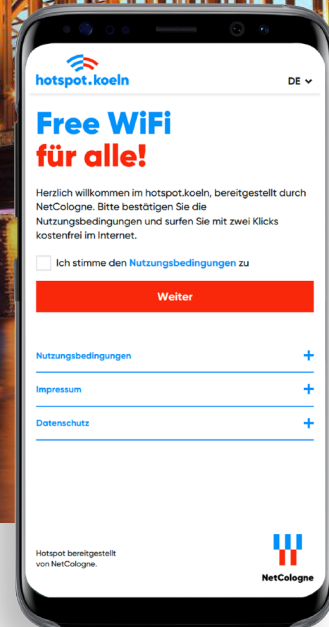 hotspot.koeln
DE
Free WiFi
für alle!
Herzlich willkommen im hotspot.koeln, bereitgestellt durch
NetCologne. Bitte bestätigen Sie die
Nutzungsbedingungen und surfen Sie mit zwei Klicks
kostenfrei im Internet.
Ich stimme den Nutzungsbedingungen zu
Weiter
Nutzungsbedingungen
Impressum
Datenschutz
Hotspot bereitgestellt
von NetCologne.
NetCologne